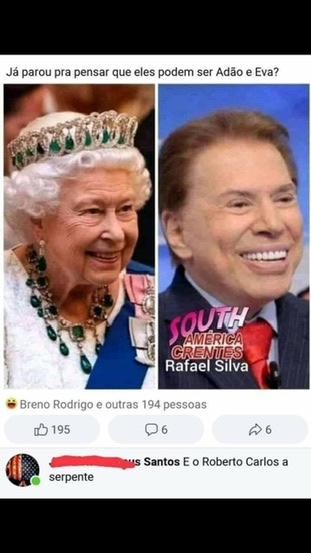 Já parou pra pensar que eles podem ser Adão e Eva?
SOUTH
AMÉRICA
CRENTES
Rafael Silva
Breno Rodrigo e outras 194 pessoas
195 6 6
us Santos E o Roberto Carlos a
serpente